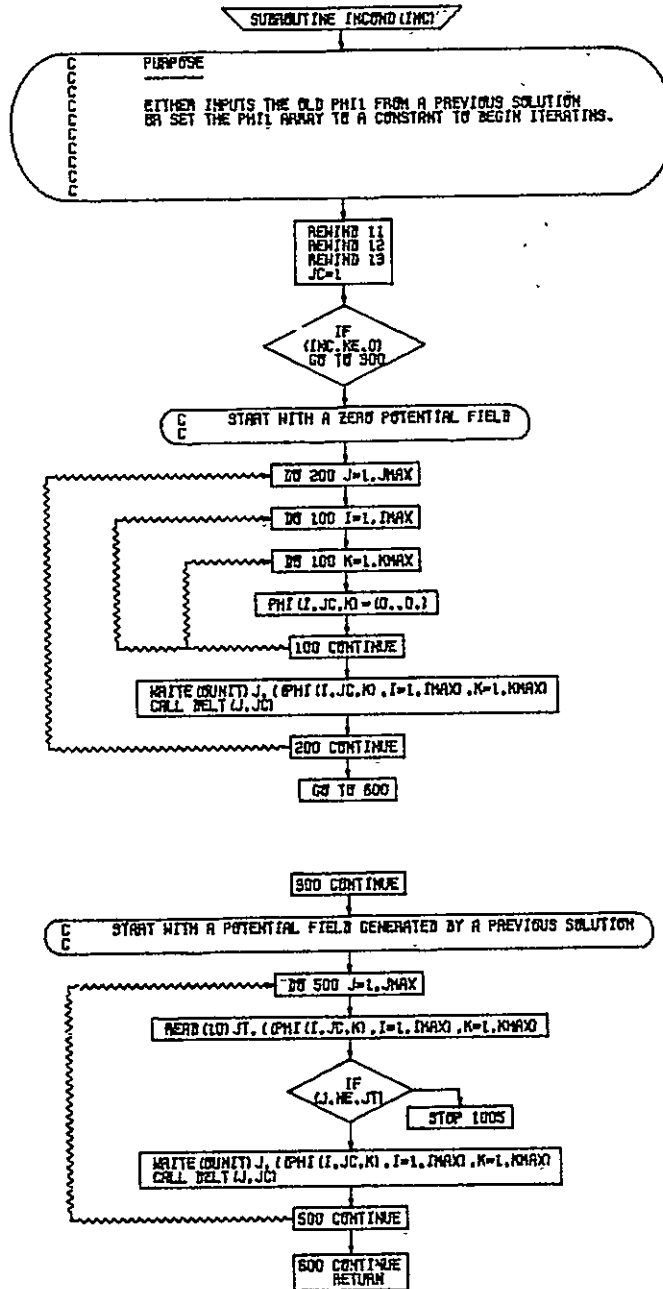 SUBROUTINE INCOND(INC)
C PURPOSE
C
C
C EITHER INPUTS THE OLD PHI1 FROM A PREVIOUS SOLUTION
C OR SET THE PHI1 ARRAY TO A CONSTANT TO BEGIN ITERATING.
C
C
C
C
C
REWIND 11
REWIND 12
REWIND 13
JC=1
IF
(INC.NE.0)
GO TO 300
C START WITH A ZERO POTENTIAL FIELD
C
DO 200 J=1,JMAX
DO 100 I=1,IMAX
DO 100 K=1,KMAX
PHI(I,JC,K)=(0.,0.)
100 CONTINUE
WRITE(OUNIT)J,((PHI(I,JC,K),I=1,IMAX),K=1,KMAX)
CALL DELT(J,JC)
200 CONTINUE
GO TO 600
300 CONTINUE
C START WITH A POTENTIAL FIELD GENERATED BY A PREVIOUS SOLUTION
C
DO 500 J=1,JMAX
READ(10)JT,((PHI(I,JC,K),I=1,IMAX),K=1,KMAX)
IF
(J.NE.JT)
STOP 1005
WRITE(OUNIT)J,((PHI(I,JC,K),I=1,IMAX),K=1,KMAX)
CALL DELT(J,JC)
500 CONTINUE
600 CONTINUE
RETURN